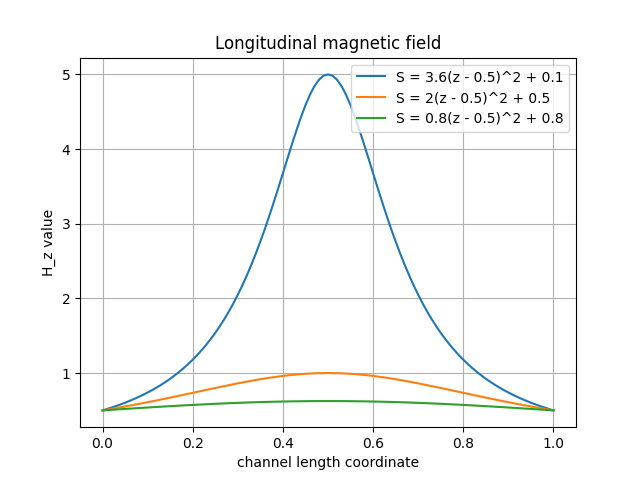 Longitudinal magnetic field
S = 3.6(z - 0.5)^2 + 0.1
S = 2(z - 0.5)^2 + 0.5
S = 0.8(z - 0.5)^2 + 0.8
H_z value
5
4
3
2
1
0.0 0.2 0.4 0.6 0.8 1.0
channel length coordinate